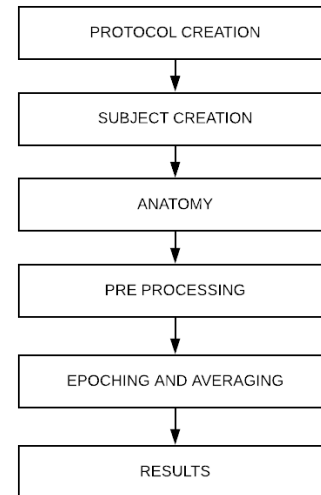 PROTOCOL CREATION
SUBJECT CREATION
ANATOMY
PRE PROCESSING
EPOCHING AND AVERAGING
RESULTS